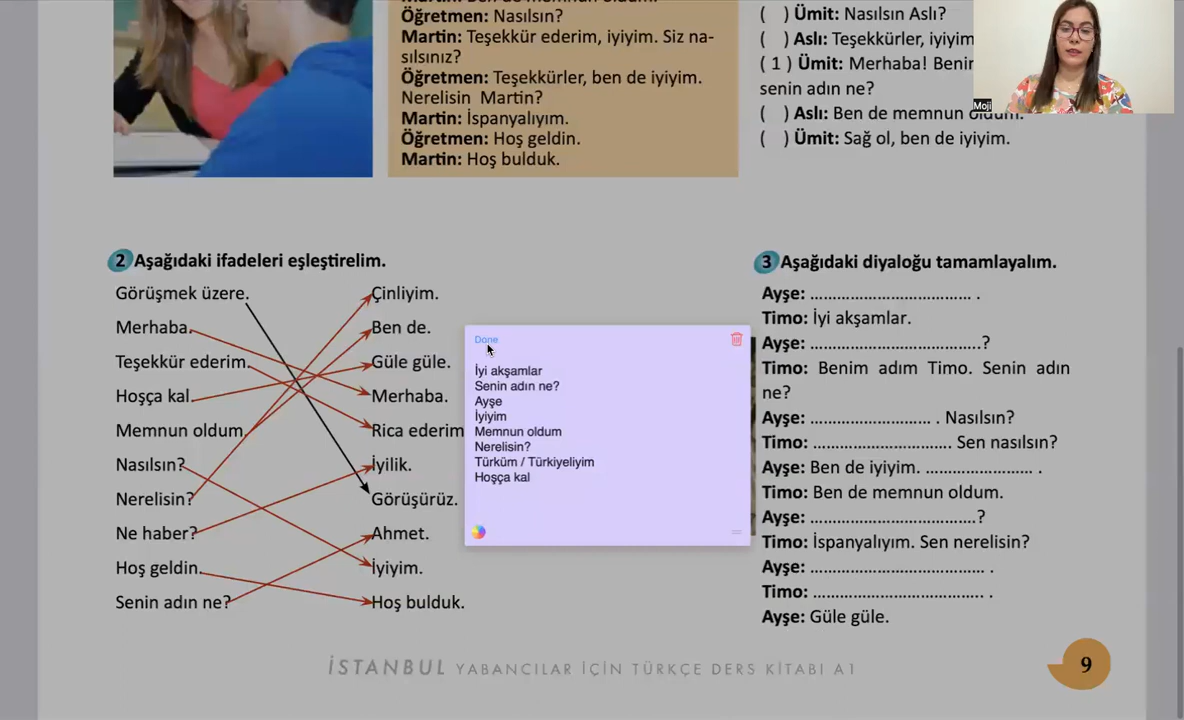 Martin: Ben de memnun oldum.
Öğretmen: Nasılsın?
Martin: Teşekkür ederim, iyiyim. Siz na-
sılsınız?
Öğretmen: Teşekkürler, ben de iyiyim.
Nerelisin Martin?
Martin: İspanyalıyım.
Öğretmen: Hoş geldin.
Martin: Hoş bulduk.
( ) Ümit: Nasılsın Aslı?
( ) Aslı: Teşekkürler, iyiyim
( 1 ) Ümit: Merhaba!
senin adın ne?
( ) Aslı: Ben de memnun oldum.
( ) Ümit: Sağ ol, ben de iyiyim.
Moji
2 Aşağıdaki ifadeleri eşleştirelim.
Görüşmek üzere.
Merhaba.
Teşekkür ederim.
Hoşça kal.
Memnun oldum.
Nasılsın?
Nerelisin?
Ne haber?
Hoş geldin.
Senin adın ne?
Çinliyim.
Ben de.
Güle güle.
Merhaba.
Rica ederim
İyilik.
Görüşürüz.
Ahmet.
İyiyim.
Hoş bulduk.
Done
İyi akşamlar
Senin adın ne?
Ayşe
İyiyim
Memnun oldum
Nerelisin?
Türküm / Türkiyeliyim
Hoşça kal
3 Aşağıdaki diyaloğu tamamlayalım.
Ayşe: .................................... .
Timo: İyi akşamlar.
Ayşe: ......................................?
Timo: Benim adım Timo. Senin adın
ne?
Ayşe: ........................... . Nasılsın?
Timo: ............................... Sen nasılsın?
Ayşe: Ben de iyiyim. ........................ .
Timo: Ben de memnun oldum.
Ayşe: .....................................?
Timo: İspanyalıyım. Sen nerelisin?
Ayşe: ....................................... .
Timo: ...................................... .
Ayşe: Güle güle.
İSTANBUL YABANCILAR İÇİN TÜRKÇE DERS KİTABI A1
9